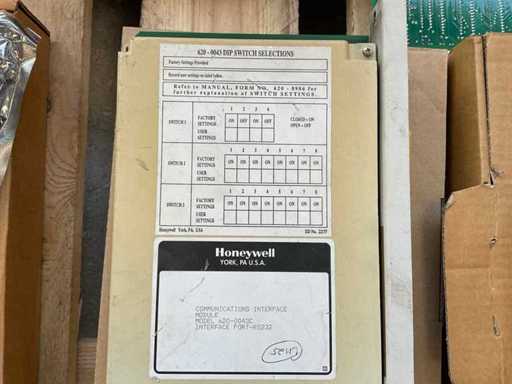 620 - 0043 DIP SWITCH SELECTIONS
Factory Settings Provided
Record user settings on label below.
Refer to MANUAL, FORM No. 620 - 8986 for
further explanation of SWITCH SETTINGS.
1 2 3 4
SWITCH 1 FACTORY SETTINGS ON OFF ON OFF CLOSED = ON
USER SETTINGS OPEN = OFF
1 2 3 4 5 6 7 8
SWITCH 2 FACTORY SETTINGS ON ON ON ON ON ON ON ON
USER SETTINGS
1 2 3 4 5 6 7 8
SWITCH 3 FACTORY SETTINGS ON ON ON ON ON ON ON ON
USER SETTINGS
Honeywell York, PA. USA
Honeywell
YORK, PA U.S.A.
COMMUNICATIONS INTERFACE
MODULE
MODEL 620-0043C
INTERFACE PORT-RS232